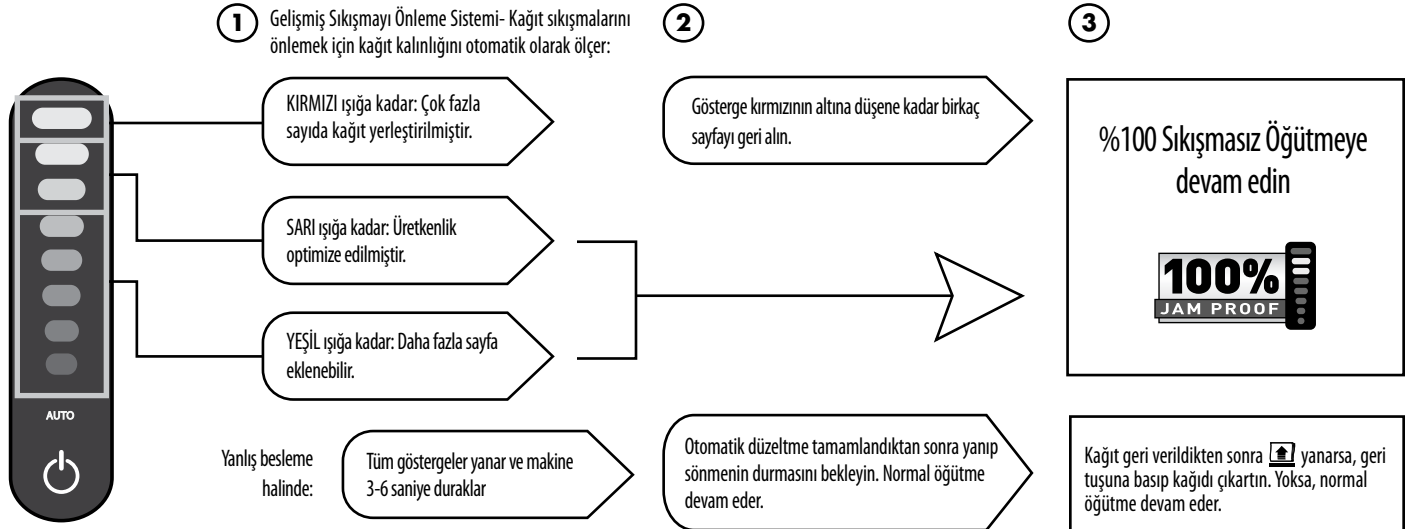 1
Gelişmiş Sıkışmayı Önleme Sistemi- Kağıt sıkışmalarını
önlemek için kağıt kalınlığını otomatik olarak ölçer:
KIRMIZI ışığa kadar: Çok fazla
sayıda kağıt yerleştirilmiştir.
SARI ışığa kadar: Üretkenlik
optimize edilmiştir.
YEŞİL ışığa kadar: Daha fazla sayfa
eklenebilir.
2
Gösterge kırmızının altına düşene kadar birkaç
sayfayı geri alın.
3
%100 Sıkışmasız Öğütmeye
devam edin
100%
JAM PROOF
AUTO
Yanlış besleme
halinde:
Tüm göstergeler yanar ve makine
3-6 saniye duraklar
Otomatik düzeltme tamamlandıktan sonra yanıp
sönmenin durmasını bekleyin. Normal öğütme
devam eder.
Kağıt geri verildikten sonra yanarsa, geri
tuşuna basıp kağıdı çıkartın. Yoksa, normal
öğütme devam eder.